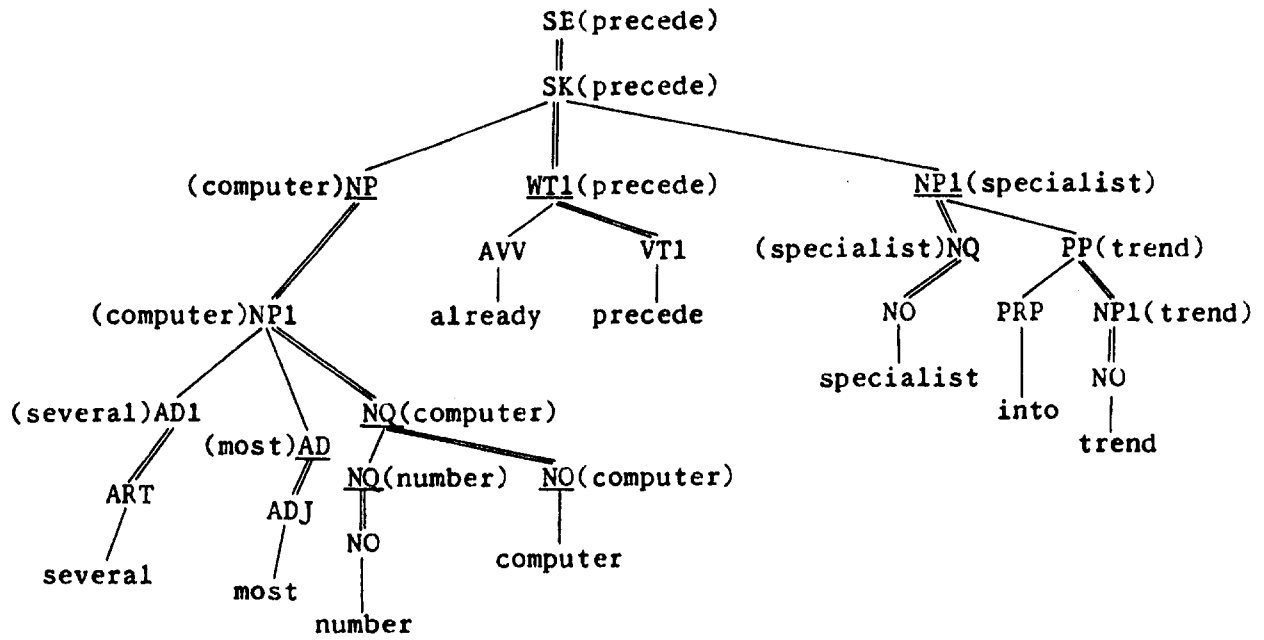 SE(precede)
SK(precede)
(computer)NP WT1(precede) NP1(specialist)
AVV VT1 (specialist)NQ PP(trend)
(computer)NP1 already precede NO PRP NP1(trend)
specialist NO
(several)AD1 NQ(computer) into
(most)AD trend
ART NQ(number) NO(computer)
ADJ
NO computer
several
most
number